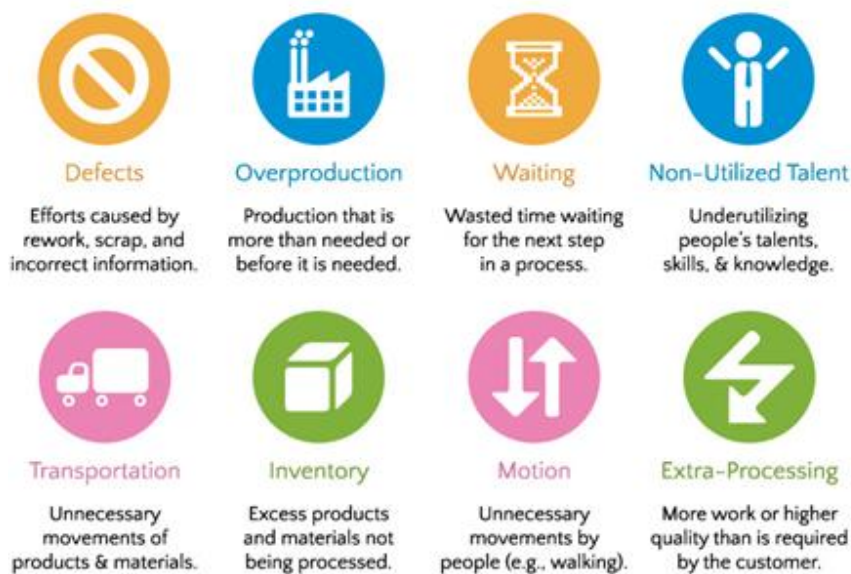 Defects
Efforts caused by
rework, scrap, and
incorrect information.
Overproduction
Production that is
more than needed or
before it is needed.
Waiting
Wasted time waiting
for the next step
in a process.
Non-Utilized Talent
Underutilizing
people's talents,
skills, & knowledge.
Transportation
Unnecessary
movements of
products & materials.
Inventory
Excess products
and materials not
being processed.
Motion
Unnecessary
movements by
people (e.g., walking).
Extra-Processing
More work or higher
quality than is required
by the customer.